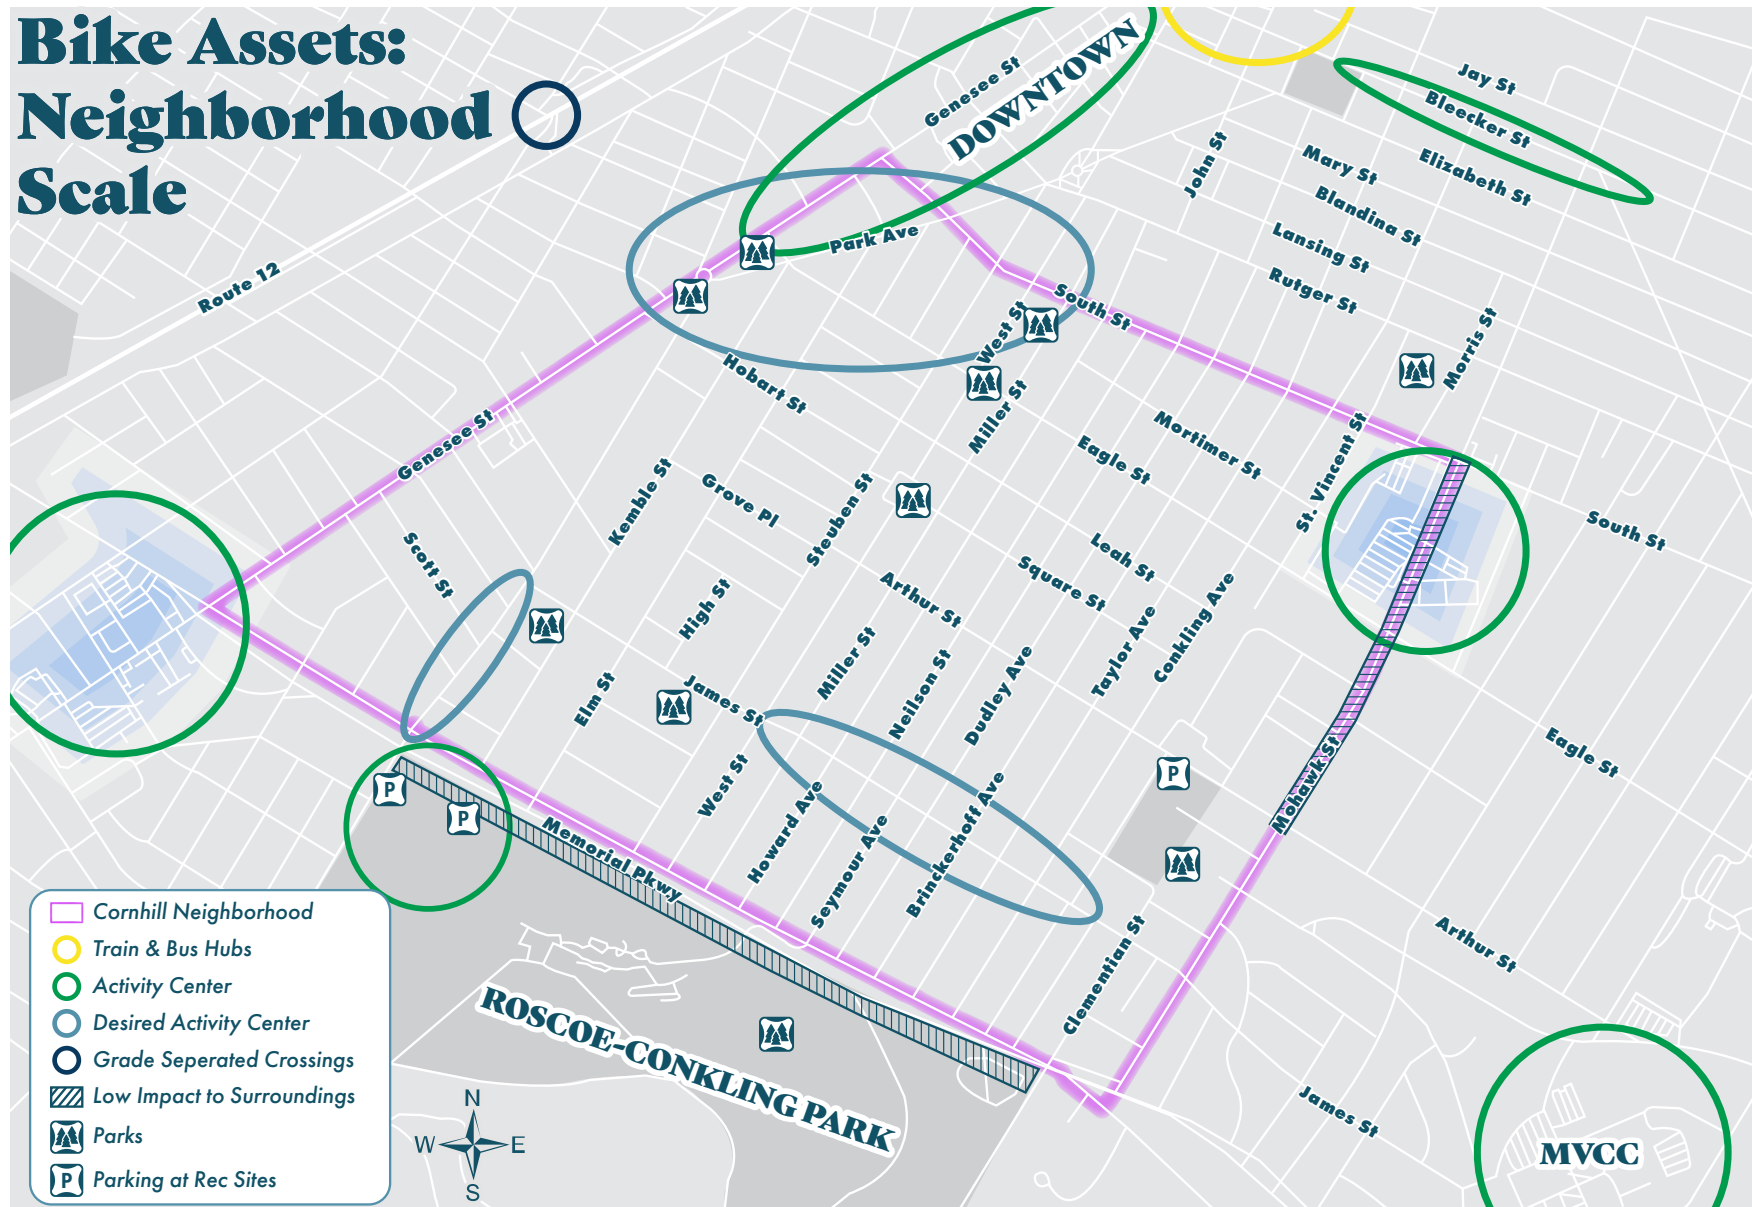 Bike Assets:
Neighborhood
Scale
Genesee St
DOWNTOWN
Jay St
Bleecker St
Elizabeth St
John St
Mary St
Blandina St
Lansing St
Rutger St
Park Ave
Route 12
South St
West St
Morris St
Hobart St
Miller St
Genesee St
Mortimer St
Eagle St
St. Vincent St
Kemble St
Grove Pl
Steuben St
South St
Scott St
Leah St
Square St
Arthur St
High St
Conkling Ave
Taylor Ave
Miller St
Neilson St
Dudley Ave
Elm St
James St
Eagle St
West St
Howard Ave
Seymour Ave
Brinckerhoff Ave
Mohawk St
P
P
P
Memorial Pkwy
Clementian St
Arthur St
ROSCOE-CONKLING PARK
James St
MVCC
Cornhill Neighborhood
Train & Bus Hubs
Activity Center
Desired Activity Center
Grade Seperated Crossings
Low Impact to Surroundings
Parks
P Parking at Rec Sites
N
W E
S